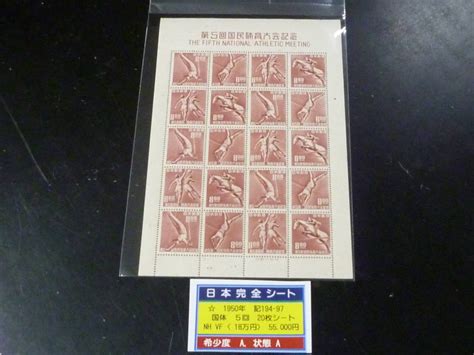 第5回国民体育大会記念
THE FIFTH NATIONAL ATHLETIC MEETING
日本完全シート
☆ 1950年 記194-97
国体 5回 20枚シート
NH VF < 18万円 55,000円
希少度 A, 状態 A